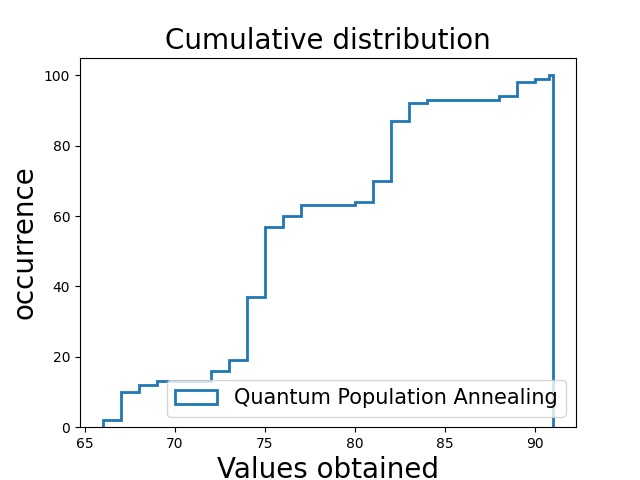 Cumulative distribution
occurrence
100
80
60
40
20
0
65 70 75 80 85 90
Values obtained
Quantum Population Annealing